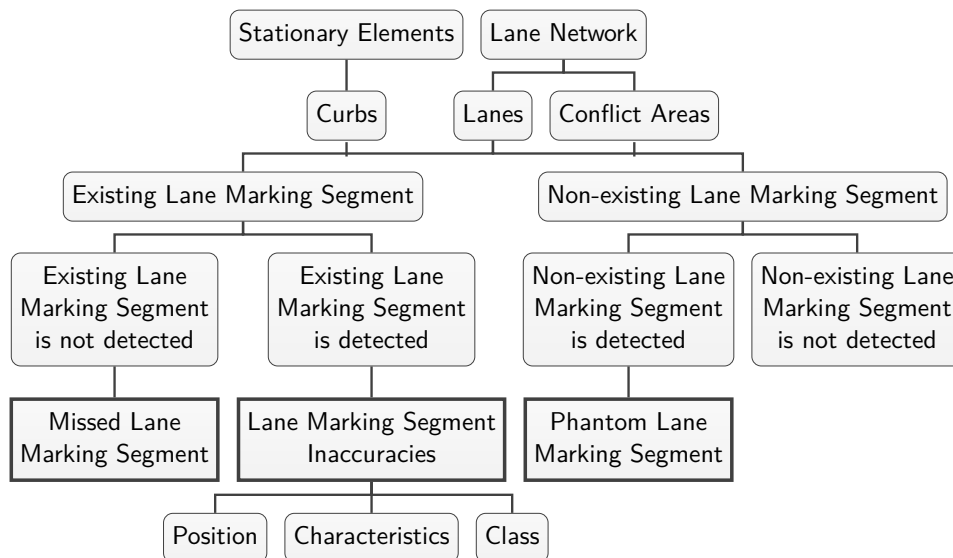 Stationary Elements
Lane Network
Curbs
Lanes
Conflict Areas
Existing Lane Marking Segment
Non-existing Lane Marking Segment
Existing Lane
Marking Segment
is not detected
Existing Lane
Marking Segment
is detected
Non-existing Lane
Marking Segment
is detected
Non-existing Lane
Marking Segment
is not detected
Missed Lane
Marking Segment
Lane Marking Segment
Inaccuracies
Phantom Lane
Marking Segment
Position
Characteristics
Class